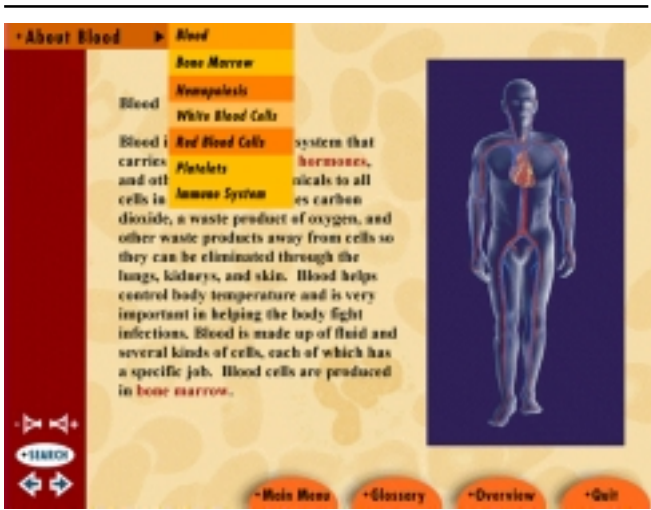 •About Blood
Blood
Bone Marrow
Hemopoiesis
White Blood Cells
Red Blood Cells
Platelets
Immune System
Blood
Blood i system that
carries hormones,
and oth nicals to all
cells in es carbon
dioxide, a waste product of oxygen, and
other waste products away from cells so
they can be eliminated through the
lungs, kidneys, and skin. Blood helps
control body temperature and is very
important in helping the body fight
infections. Blood is made up of fluid and
several kinds of cells, each of which has
a specific job. Blood cells are produced
in bone marrow.
- +
•SEARCH
•Main Menu •Glossary •Overview •Quit